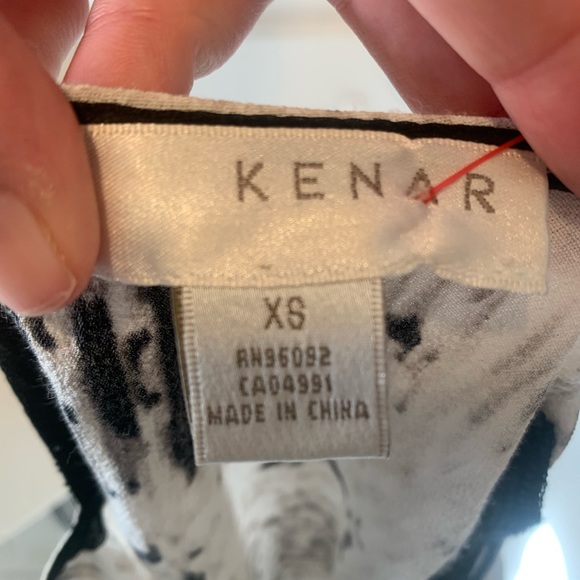 KENAR
XS
RN96092
CA04991
MADE IN CHINA